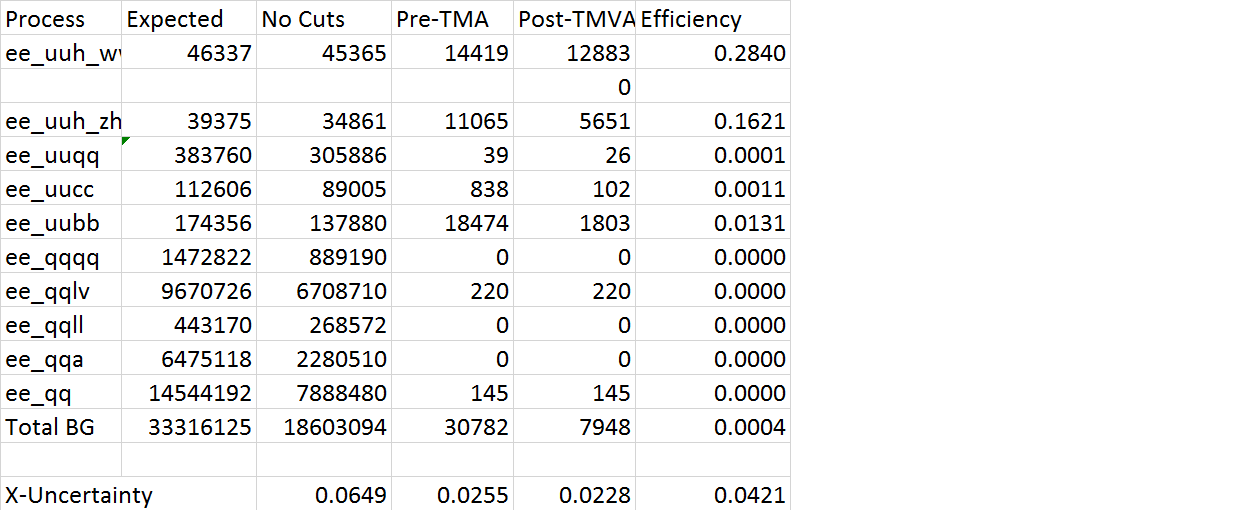 Process Expected No Cuts Pre-TMA Post-TMVA Efficiency
ee_uuh_w 46337 45365 14419 12883 0.2840
0
ee_uuh_zh 39375 34861 11065 5651 0.1621
ee_uuqq 383760 305886 39 26 0.0001
ee_uucc 112606 89005 838 102 0.0011
ee_uubb 174356 137880 18474 1803 0.0131
ee_qqqq 1472822 889190 0 0 0.0000
ee_qqlv 9670726 6708710 220 220 0.0000
ee_qqll 443170 268572 0 0 0.0000
ee_qqa 6475118 2280510 0 0 0.0000
ee_qq 14544192 7888480 145 145 0.0000
Total BG 33316125 18603094 30782 7948 0.0004
X-Uncertainty 0.0649 0.0255 0.0228 0.0421